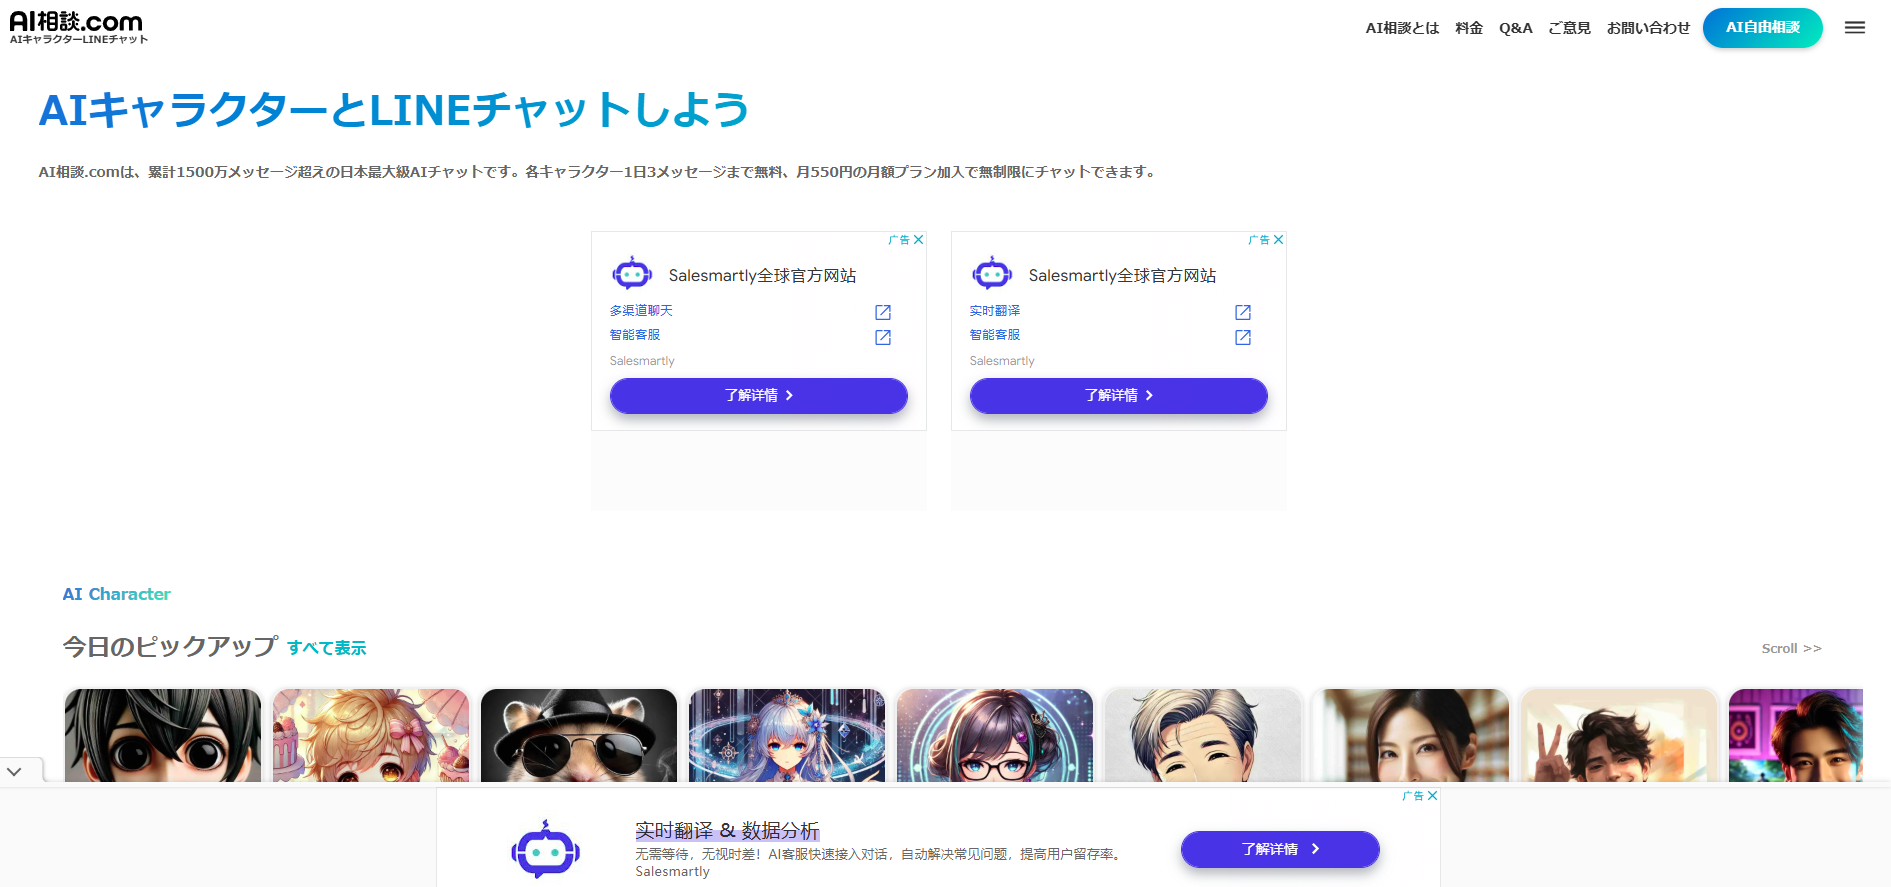 AI相談.com
AIキャラクターLINEチャット
AI相談とは 料金 Q&A ご意見 お問い合わせ AI自由相談
AIキャラクターとLINEチャットしよう
AI相談.comは、累計1500万メッセージ超えの日本最大級AIチャットです。各キャラクター1日3メッセージまで無料、月550円の月額プラン加入で無制限にチャットできます。
广告
Salesmartly全球官方网站
多渠道聊天
智能客服
Salesmartly
了解详情
广告
Salesmartly全球官方网站
实时翻译
智能客服
Salesmartly
了解详情
AI Character
今日のピックアップ すべて表示
Scroll >>
广告
实时翻译 & 数据分析
无需等待，无视时差！AI客服快速接入对话，自动解决常见问题，提高用户留存率。
Salesmartly
了解详情